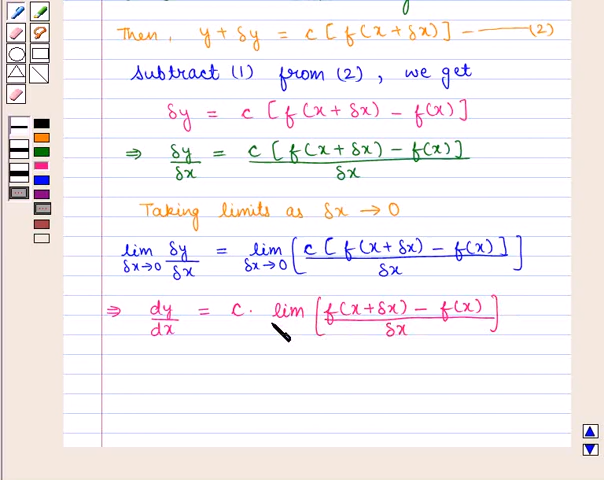 Then, y + δy = c [ f(x + δx) ] ——— (2)
subtract (1) from (2), we get
δy = c [ f(x + δx) – f(x) ]
⇒ δy/δx = c [ f(x + δx) – f(x) ] / δx
Taking limits as δx → 0
lim δx→0 δy/δx = lim δx→0 [ c [ f(x + δx) – f(x) ] / δx ]
⇒ dy/dx = c · lim [ f(x + δx) – f(x) / δx ]